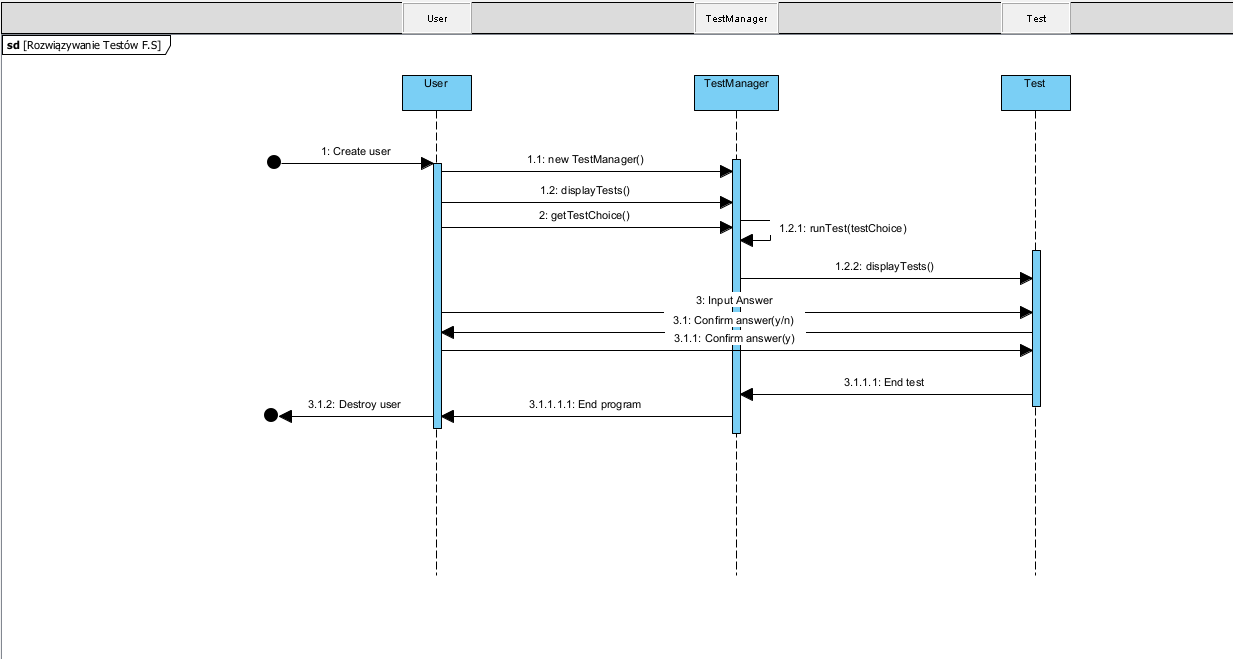 User
TestManager
Test
sd [Rozwiązywanie Testów F.S]
User
TestManager
Test
1: Create user
1.1: new TestManager()
1.2: displayTests()
2: getTestChoice()
1.2.1: runTest(testChoice)
1.2.2: displayTests()
3: Input Answer
3.1: Confirm answer(y/n)
3.1.1: Confirm answer(y)
3.1.1.1: End test
3.1.2: Destroy user
3.1.1.1.1: End program